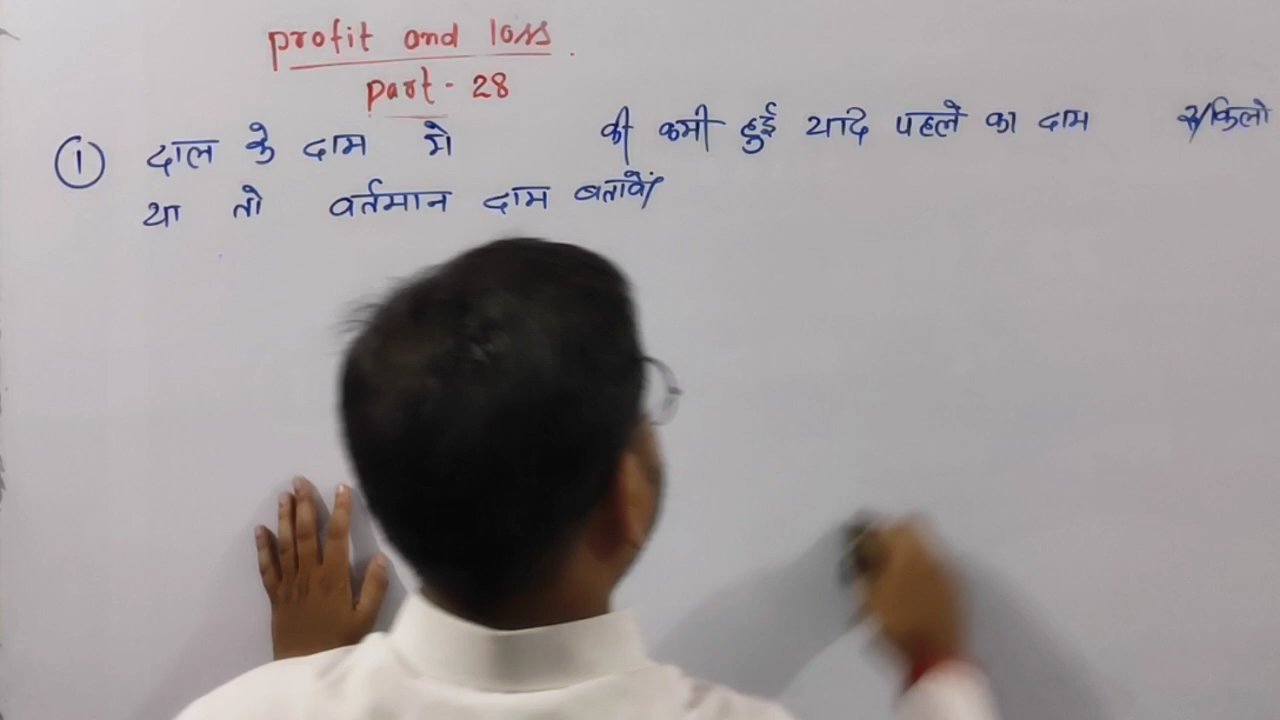 profit and loss
part - 28
① दाल के दाम मे की कमी हुई यदि पहले का दाम रु/किलो
था तो वर्तमान दाम बतावें।